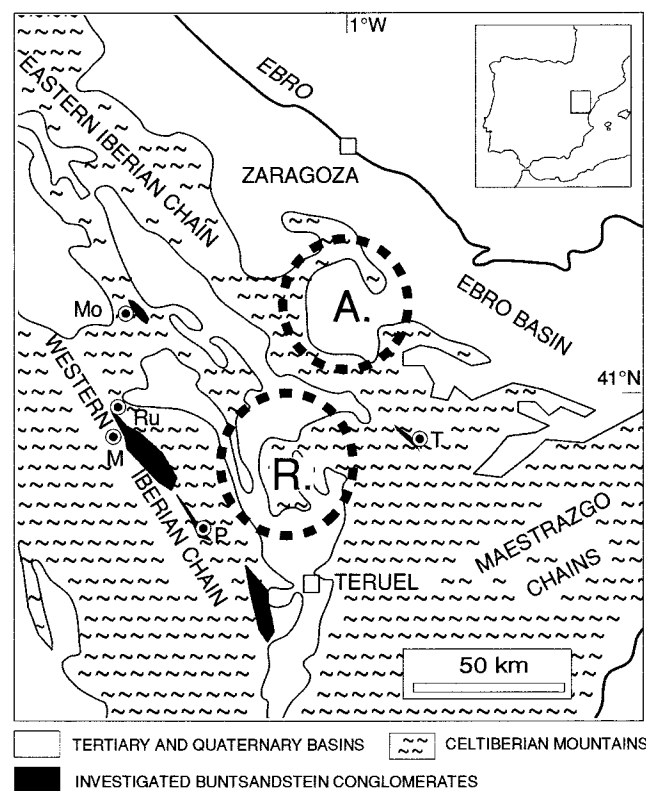 1°W
EBRO
EASTERN IBERIAN CHAIN
ZARAGOZA
EBRO BASIN
A.
Mo
WESTERN IBERIAN CHAIN
41°N
Ru
M
T
R.
P
MAESTRAZGO
CHAINS
TERUEL
50 km
TERTIARY AND QUATERNARY BASINS
CELTIBERIAN MOUNTAINS
INVESTIGATED BUNTSANDSTEIN CONGLOMERATES